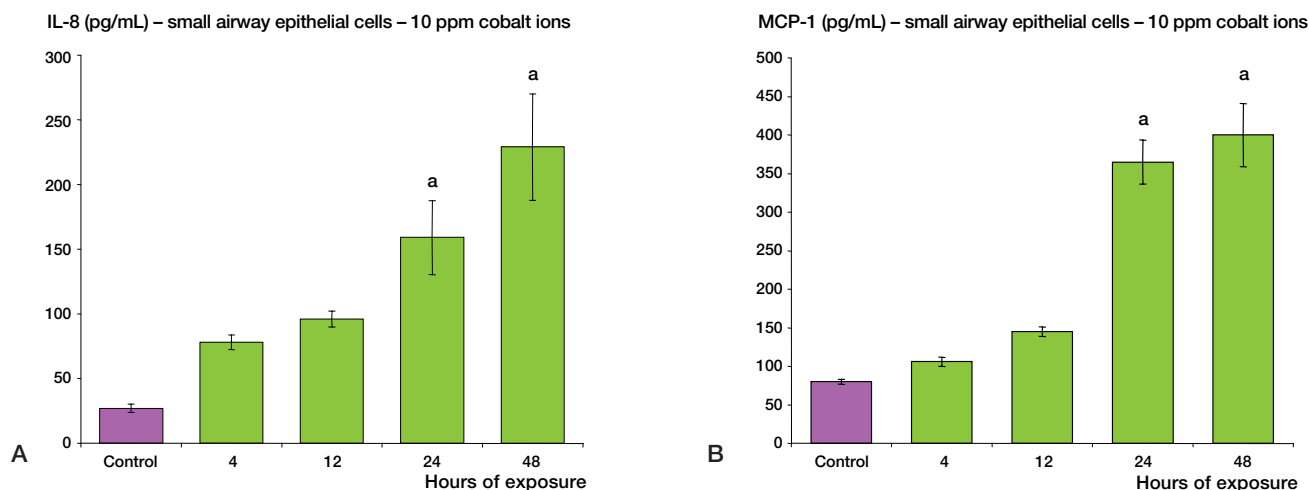 IL-8 (pg/mL) – small airway epithelial cells – 10 ppm cobalt ions
300
250
200
150
100
50
0
a
a
Control
4
12
24
48
Hours of exposure
A
MCP-1 (pg/mL) – small airway epithelial cells – 10 ppm cobalt ions
500
450
400
350
300
250
200
150
100
50
0
a
a
Control
4
12
24
48
Hours of exposure
B